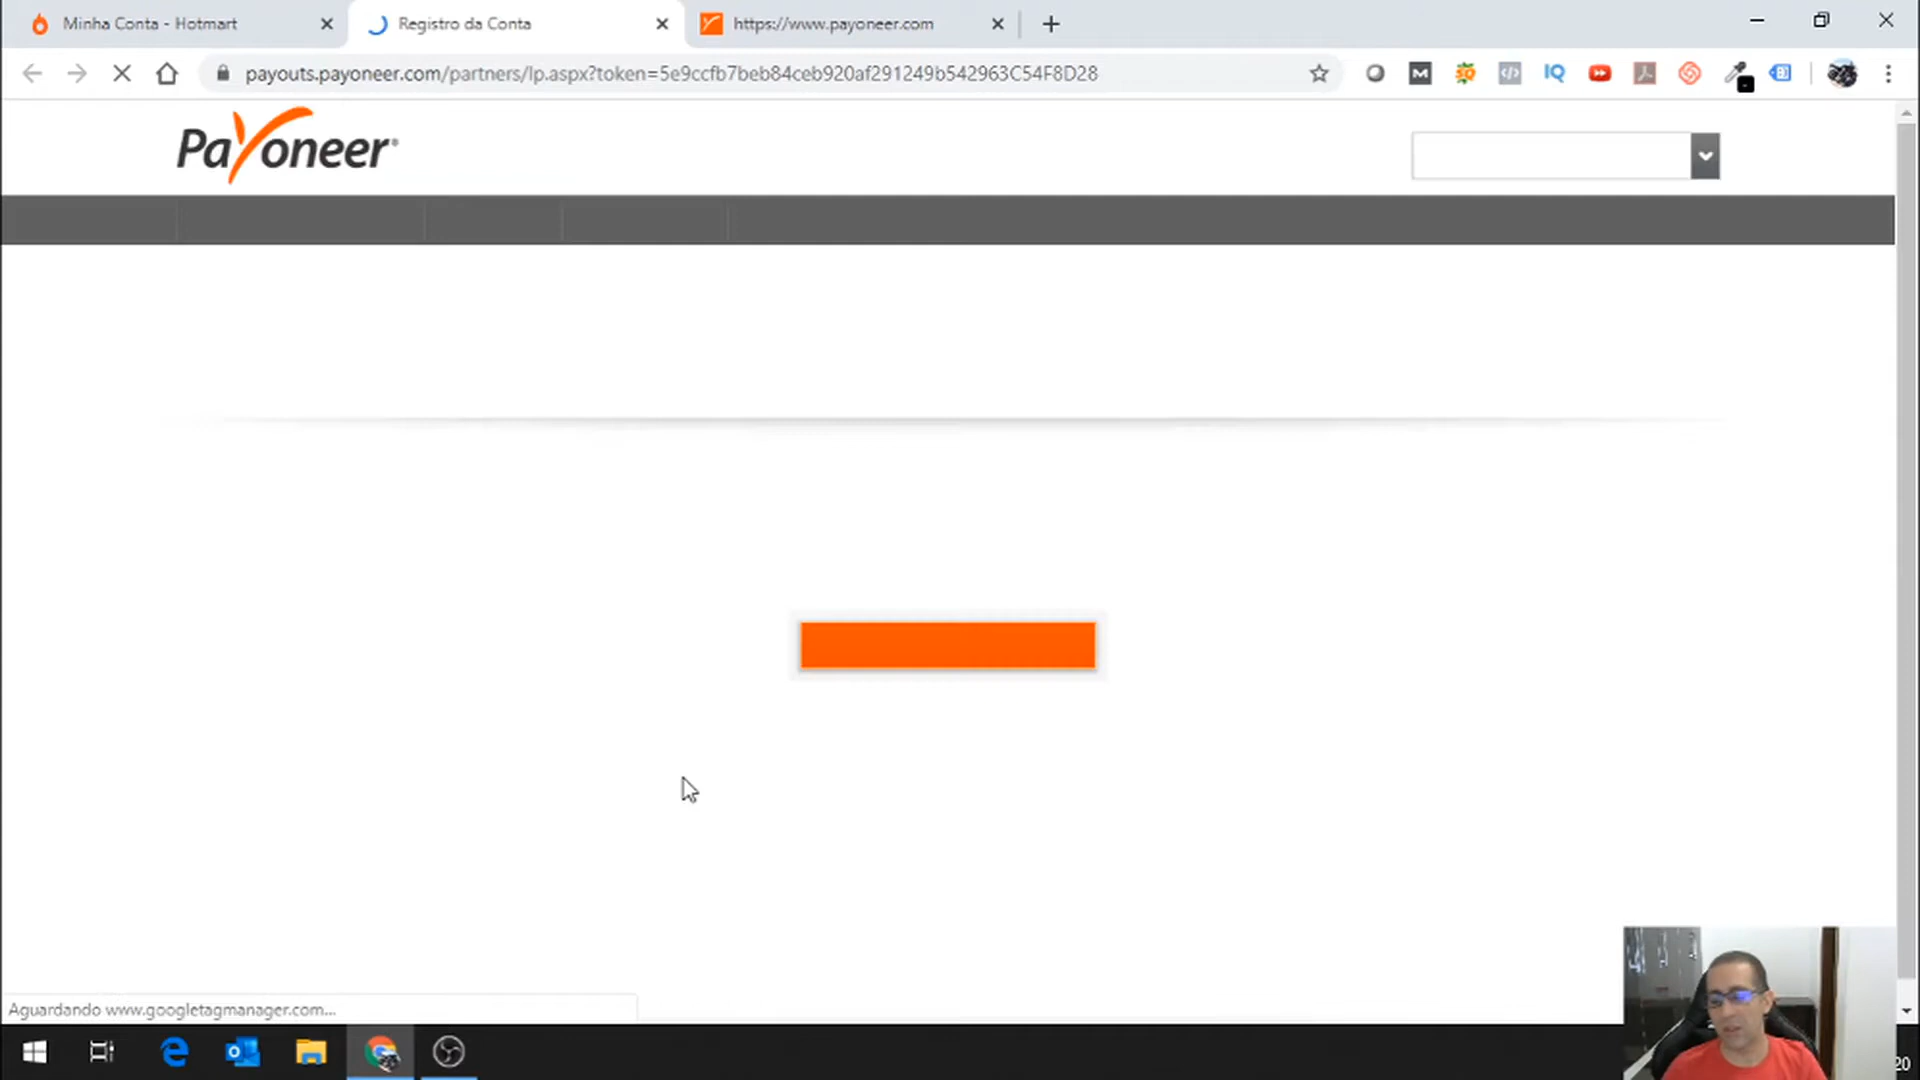 Minha Conta - Hotmart
Registro da Conta
https://www.payoneer.com
payouts.payoneer.com/partners/lp.aspx?token=5e9ccfb7beb84ceb920af291249b542963C54F8D28
Payoneer®
Aguardando www.googletagmanager.com...
20